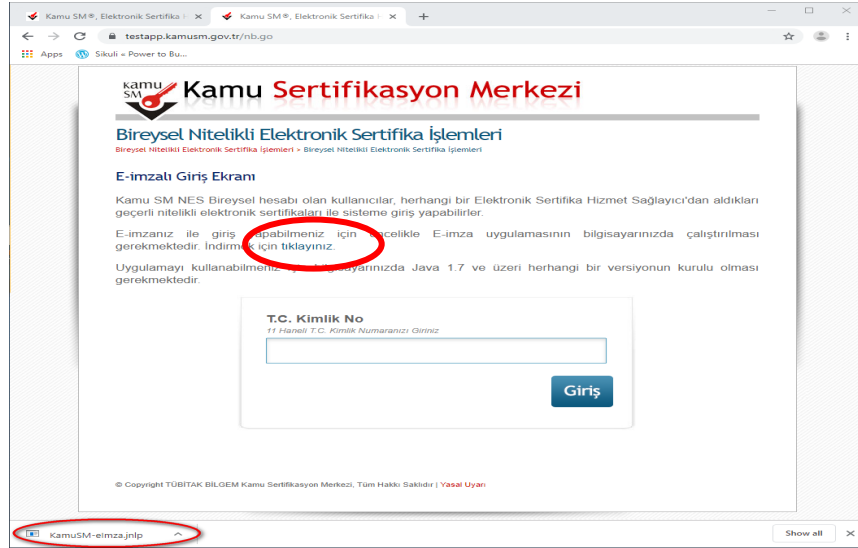 Kamu SM®, Elektronik Sertifika H
Kamu SM®, Elektronik Sertifika H
testapp.kamusm.gov.tr/nb.go
Apps
Sikuli = Power to Bu...
kamu
SM
Kamu Sertifikasyon Merkezi
Bireysel Nitelikli Elektronik Sertifika İşlemleri
Bireysel Nitelikli Elektronik Sertifika İşlemleri > Bireysel Nitelikli Elektronik Sertifika İşlemleri
E-imzalı Giriş Ekranı
Kamu SM NES Bireysel hesabı olan kullanıcılar, herhangi bir Elektronik Sertifika Hizmet Sağlayıcı'dan aldıkları
geçerli nitelikli elektronik sertifikaları ile sisteme giriş yapabilirler.
E-imzanız ile giriş yapabilmeniz için öncelikle E-imza uygulamasının bilgisayarınızda çalıştırılması
gerekmektedir. İndirmek için tıklayınız.
Uygulamayı kullanabilmeniz için bilgisayarınızda Java 1.7 ve üzeri herhangi bir versiyonun kurulu olması
gerekmektedir.
T.C. Kimlik No
11 Haneli T.C. Kimlik Numaranızı Giriniz
Giriş
© Copyright TÜBİTAK BİLGEM Kamu Sertifikasyon Merkezi, Tüm Hakkı Saklıdır | Yasal Uyarı
KamuSM-eImza.jnlp
Show all